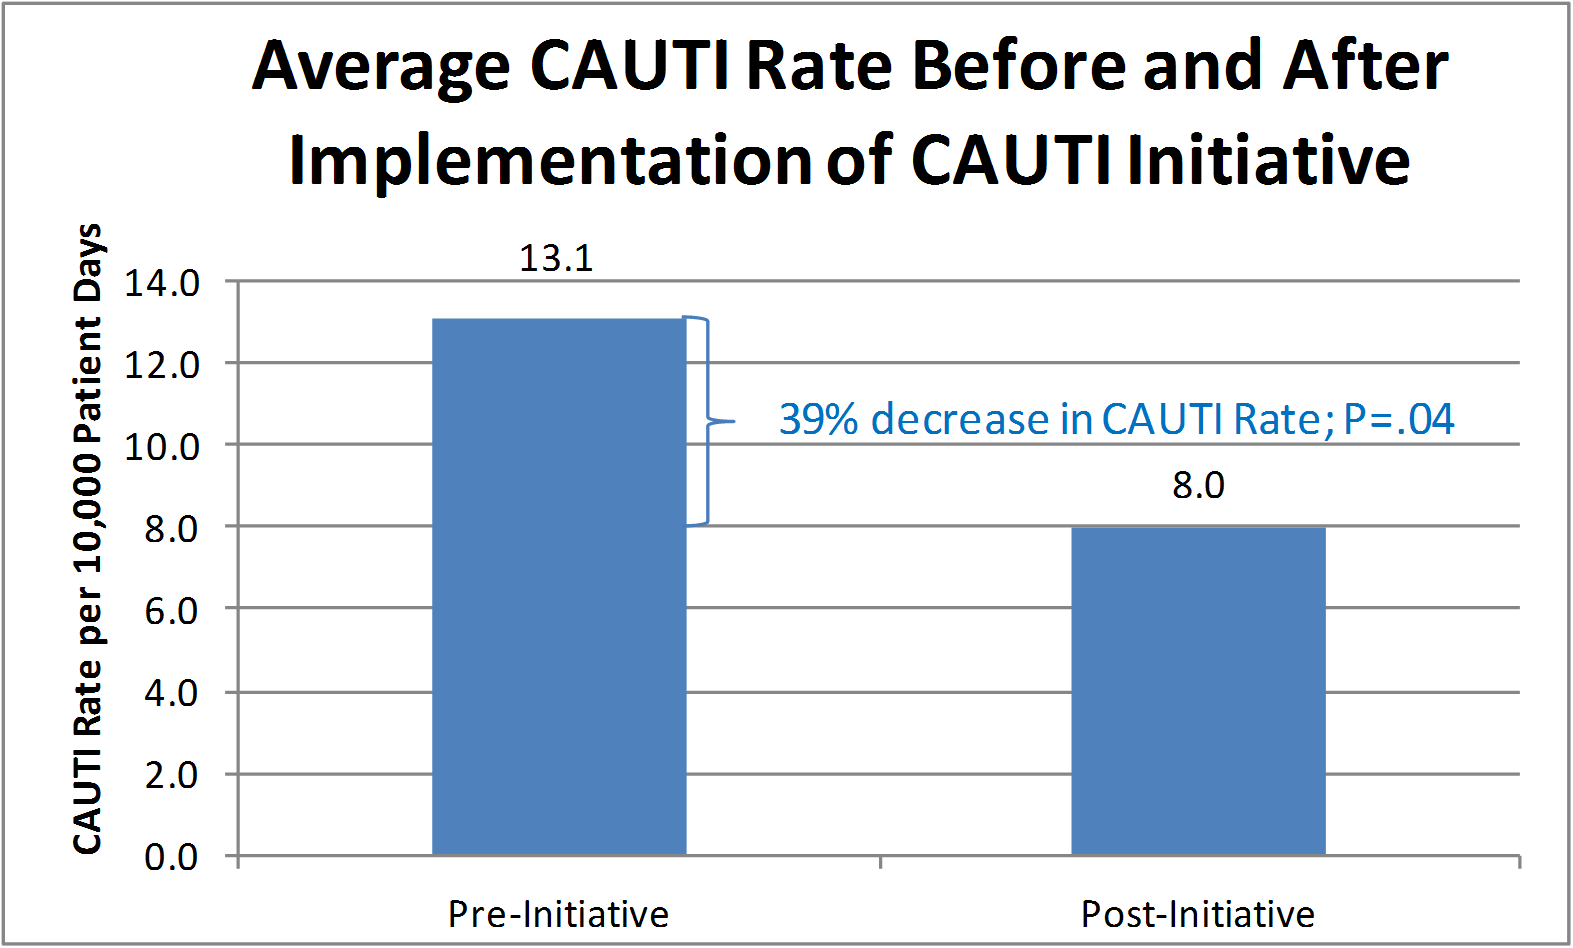 Average CAUTI Rate Before and After
Implementation of CAUTI Initiative
CAUTI Rate per 10,000 Patient Days
14.0
12.0
10.0
8.0
6.0
4.0
2.0
0.0
13.1
39% decrease in CAUTI Rate; P=.04
8.0
Pre-Initiative
Post-Initiative